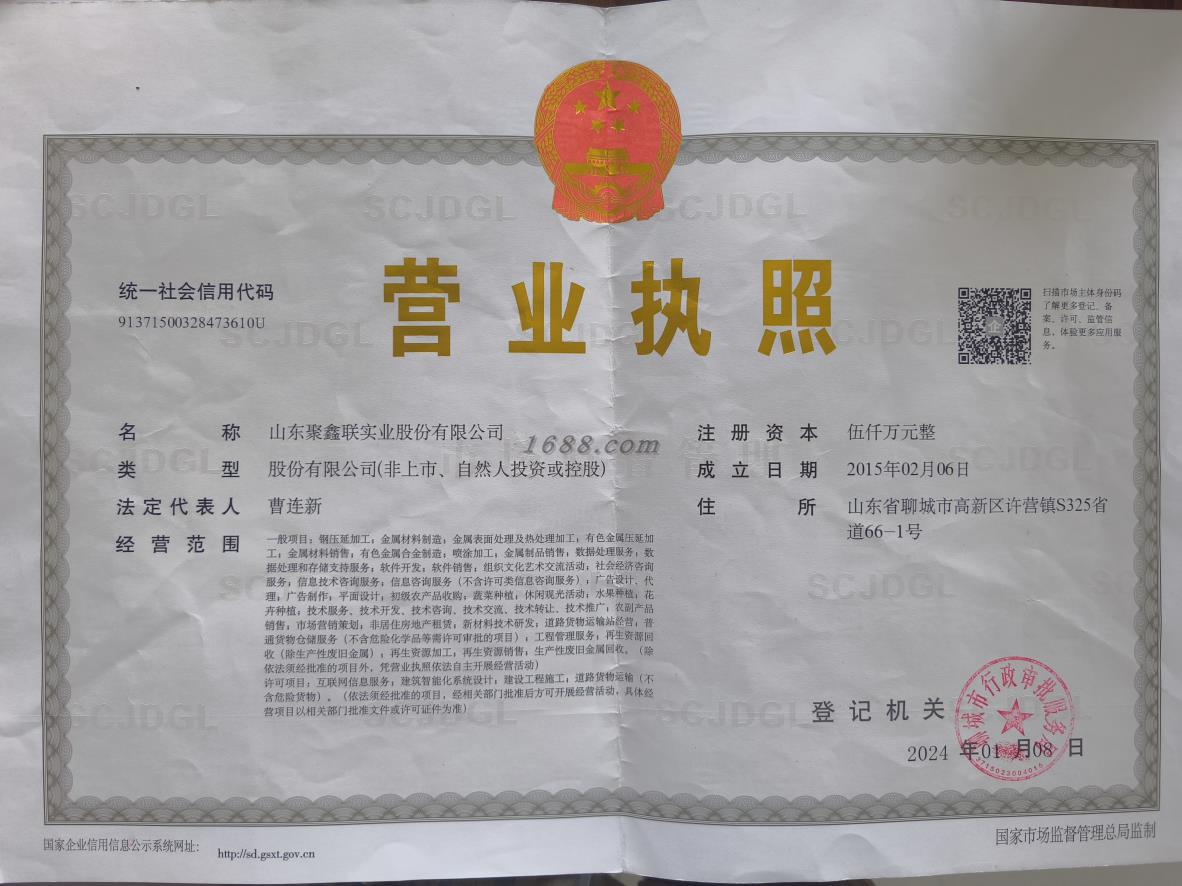 营业执照
统一社会信用代码
91371500328473610U
扫描市场主体身份码
了解更多登记、备
案、许可、监管信
息，体验更多应用服
务。
名称 山东聚鑫联实业股份有限公司
类型 股份有限公司(非上市、自然人投资或控股)
法定代表人 曹连新
经营范围 一般项目：钢压延加工；金属材料制造；金属表面处理及热处理加工；有色金属压延加
工；金属材料销售；有色金属合金制造；喷涂加工；金属制品销售；数据处理服务；数
据处理和存储支持服务；软件开发；软件销售；组织文化艺术交流活动；社会经济咨询
服务；信息技术咨询服务；信息咨询服务（不含许可类信息咨询服务）；广告设计、代
理；广告制作；平面设计；初级农产品收购；蔬菜种植；休闲观光活动；水果种植；花
卉种植；技术服务、技术开发、技术咨询、技术交流、技术转让、技术推广；农副产品
销售；市场营销策划；非居住房地产租赁；新材料技术研发；道路货物运输站经营；普
通货物仓储服务（不含危险化学品等需许可审批的项目）；工程管理服务；再生资源回
收（除生产性废旧金属）；再生资源加工；再生资源销售；生产性废旧金属回收。（除
依法须经批准的项目外，凭营业执照依法自主开展经营活动）
许可项目：互联网信息服务；建筑智能化系统设计；建设工程施工；道路货物运输（不
含危险货物）。（依法须经批准的项目，经相关部门批准后方可开展经营活动，具体经
营项目以相关部门批准文件或许可证件为准）
注册资本 伍仟万元整
成立日期 2015年02月06日
住所 山东省聊城市高新区许营镇S325省
道66-1号
1688.com
登记机关
聊城市行政审批服务局
2024 年01 月08 日
国家企业信用信息公示系统网址：
http://sd.gsxt.gov.cn
国家市场监督管理总局监制